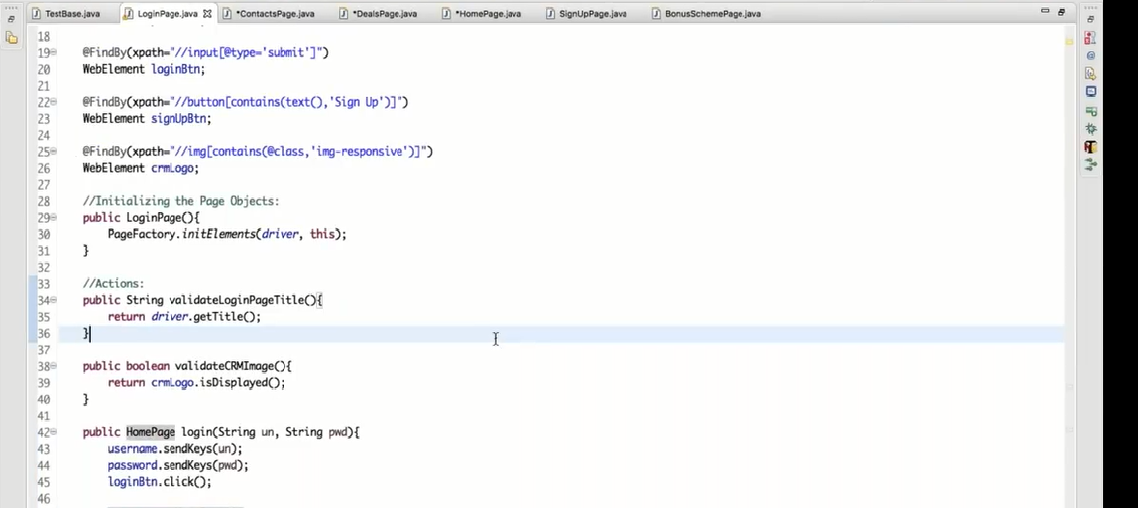 TestBase.java LoginPage.java *ContactsPage.java *DealsPage.java *HomePage.java SignUpPage.java BonusSchemePage.java
18
19 @FindBy(xpath="//input[@type='submit']")
20 WebElement loginBtn;
21
22 @FindBy(xpath="//button[contains(text(),'Sign Up')]")
23 WebElement signUpBtn;
24
25 @FindBy(xpath="//img[contains(@class,'img-responsive')]")
26 WebElement crmLogo;
27
28 //Initializing the Page Objects:
29 public LoginPage(){
30 PageFactory.initElements(driver, this);
31 }
32
33 //Actions:
34 public String validateLoginPageTitle(){
35 return driver.getTitle();
36 }
37
38 public boolean validateCRMImage(){
39 return crmLogo.isDisplayed();
40 }
41
42 public HomePage login(String un, String pwd){
43 username.sendKeys(un);
44 password.sendKeys(pwd);
45 loginBtn.click();
46